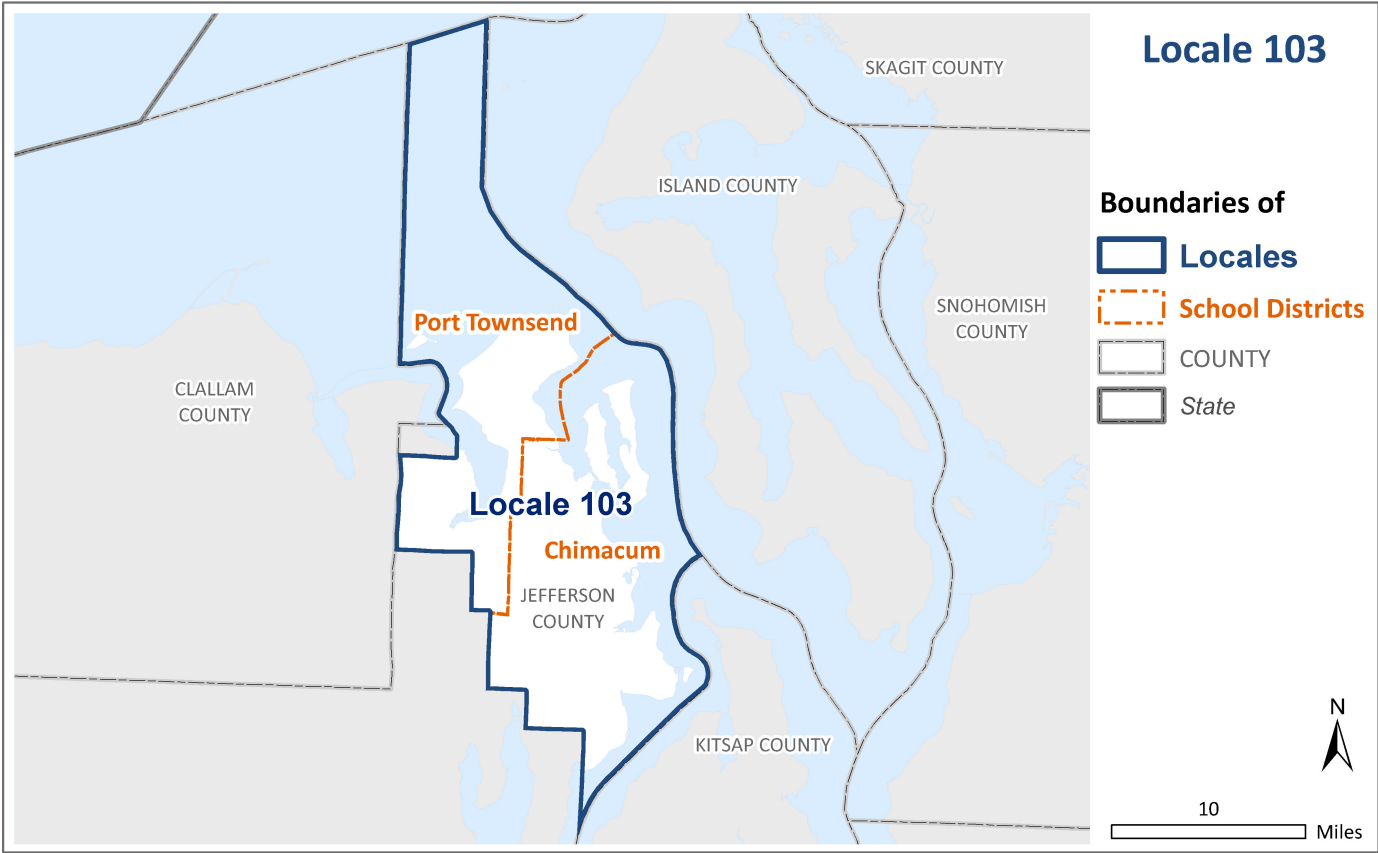 Locale 103
SKAGIT COUNTY
ISLAND COUNTY
SNOHOMISH
COUNTY
Port Townsend
CLALLAM
COUNTY
Locale 103
Chimacum
JEFFERSON
COUNTY
KITSAP COUNTY
Boundaries of
Locales
School Districts
COUNTY
State
N
10
Miles